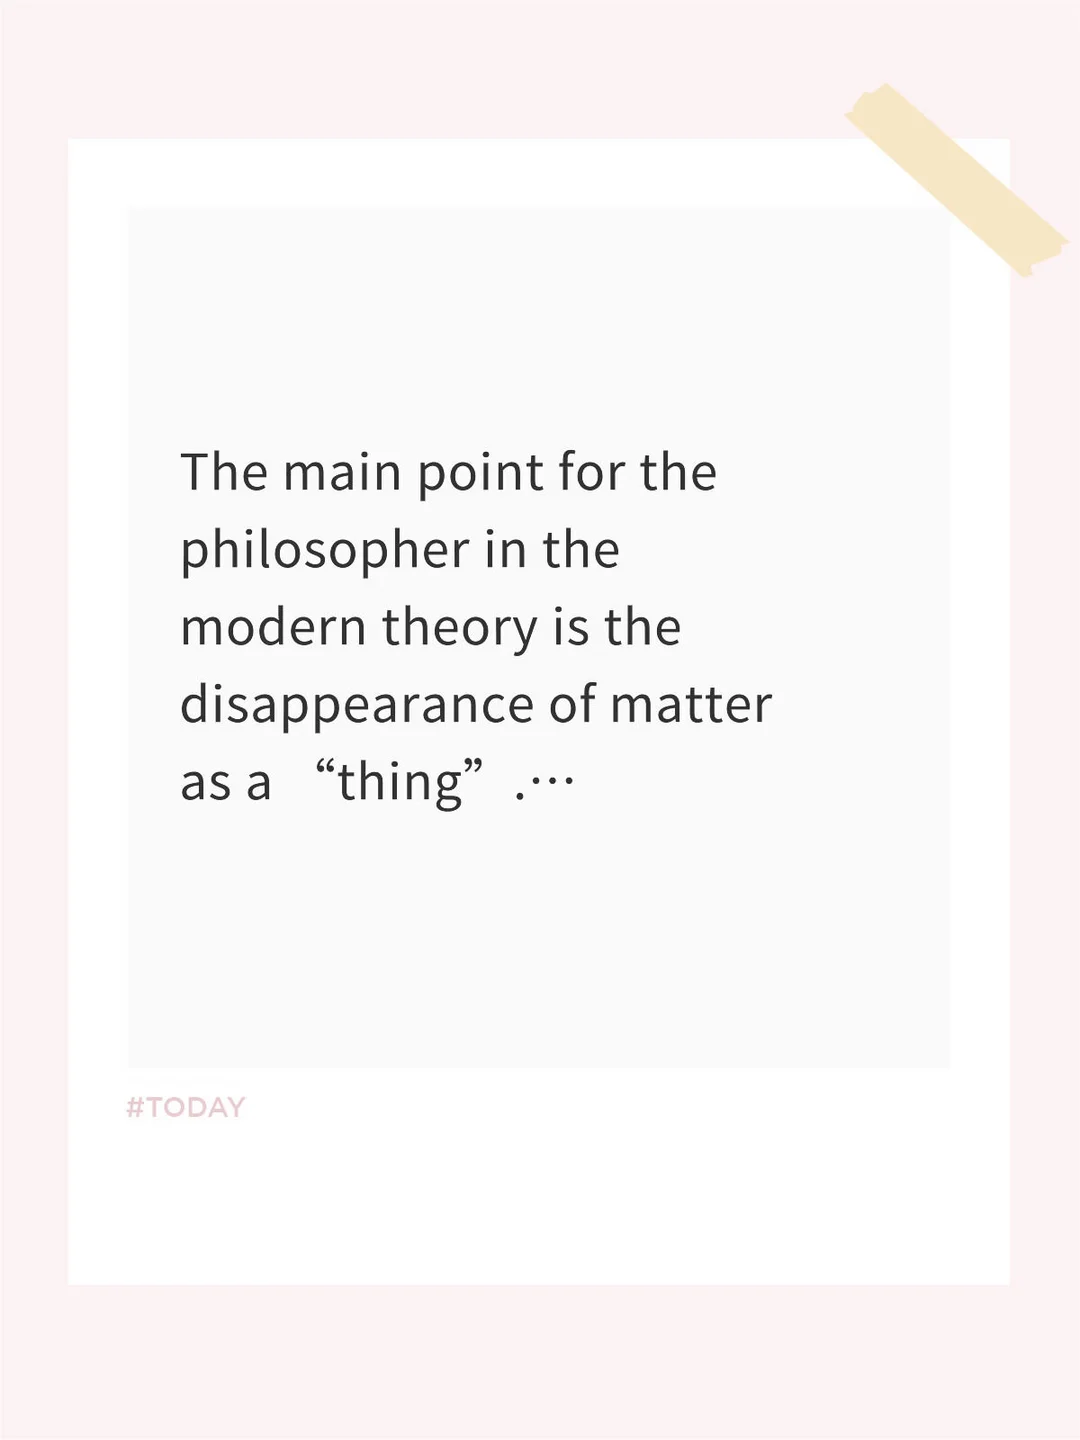 The main point for the
philosopher in the
modern theory is the
disappearance of matter
as a “thing”.…
#TODAY